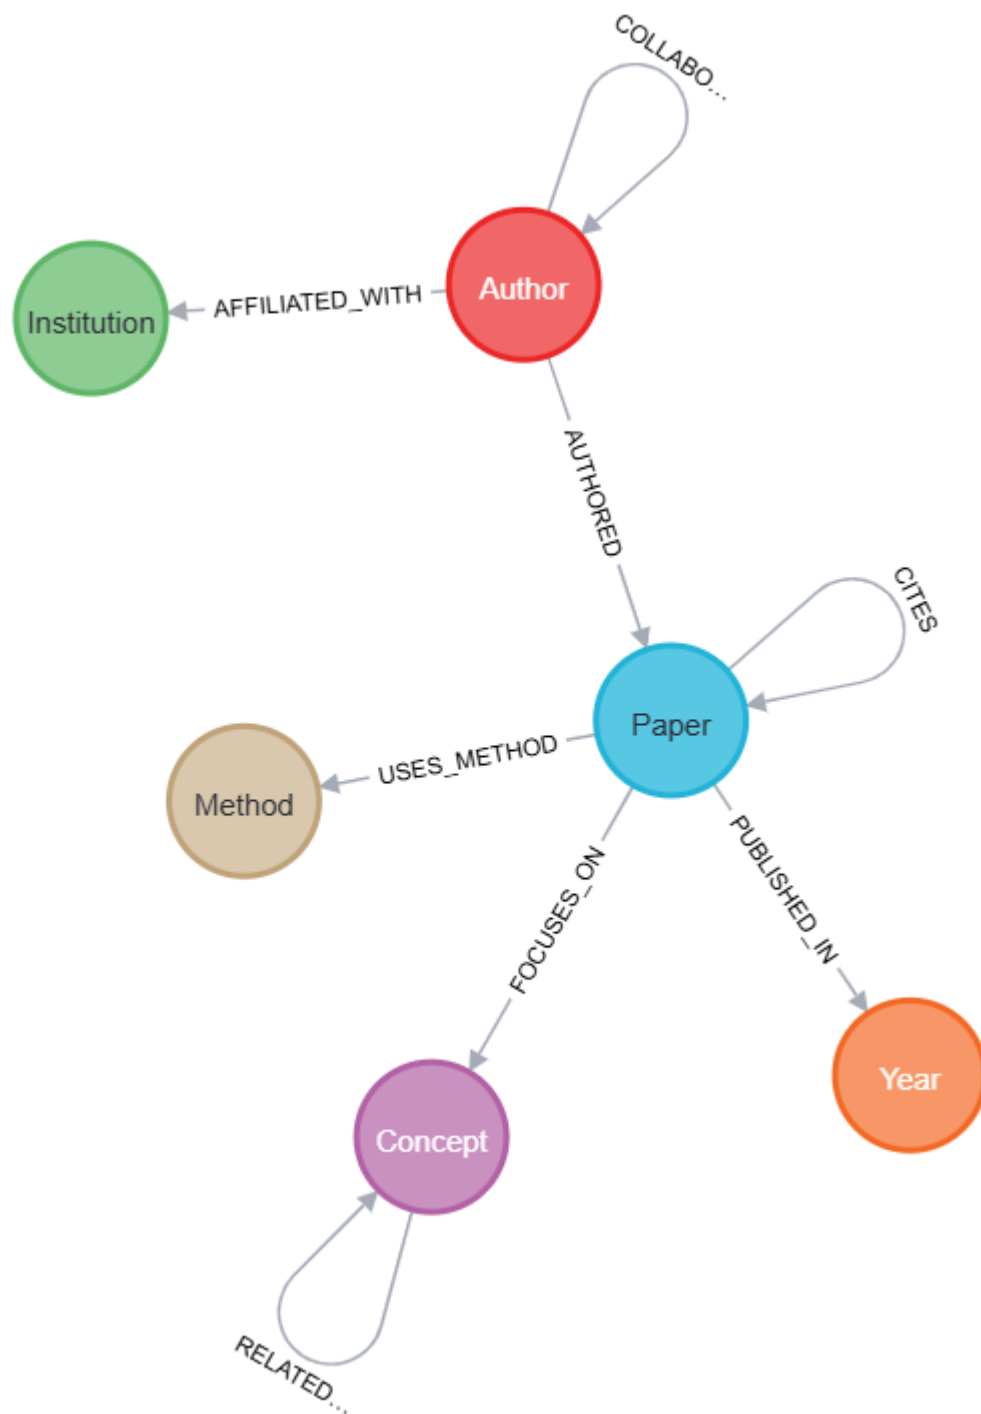 COLLABO...
Author
Institution
AFFILIATED_WITH
AUTHORED
CITES
Paper
USES_METHOD
Method
PUBLISHED_IN
FOCUSES_ON
Year
Concept
RELATED...